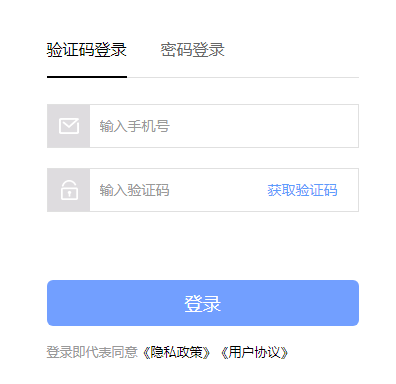 验证码登录 密码登录
输入手机号
输入验证码 获取验证码
登录
登录即代表同意《隐私政策》《用户协议》